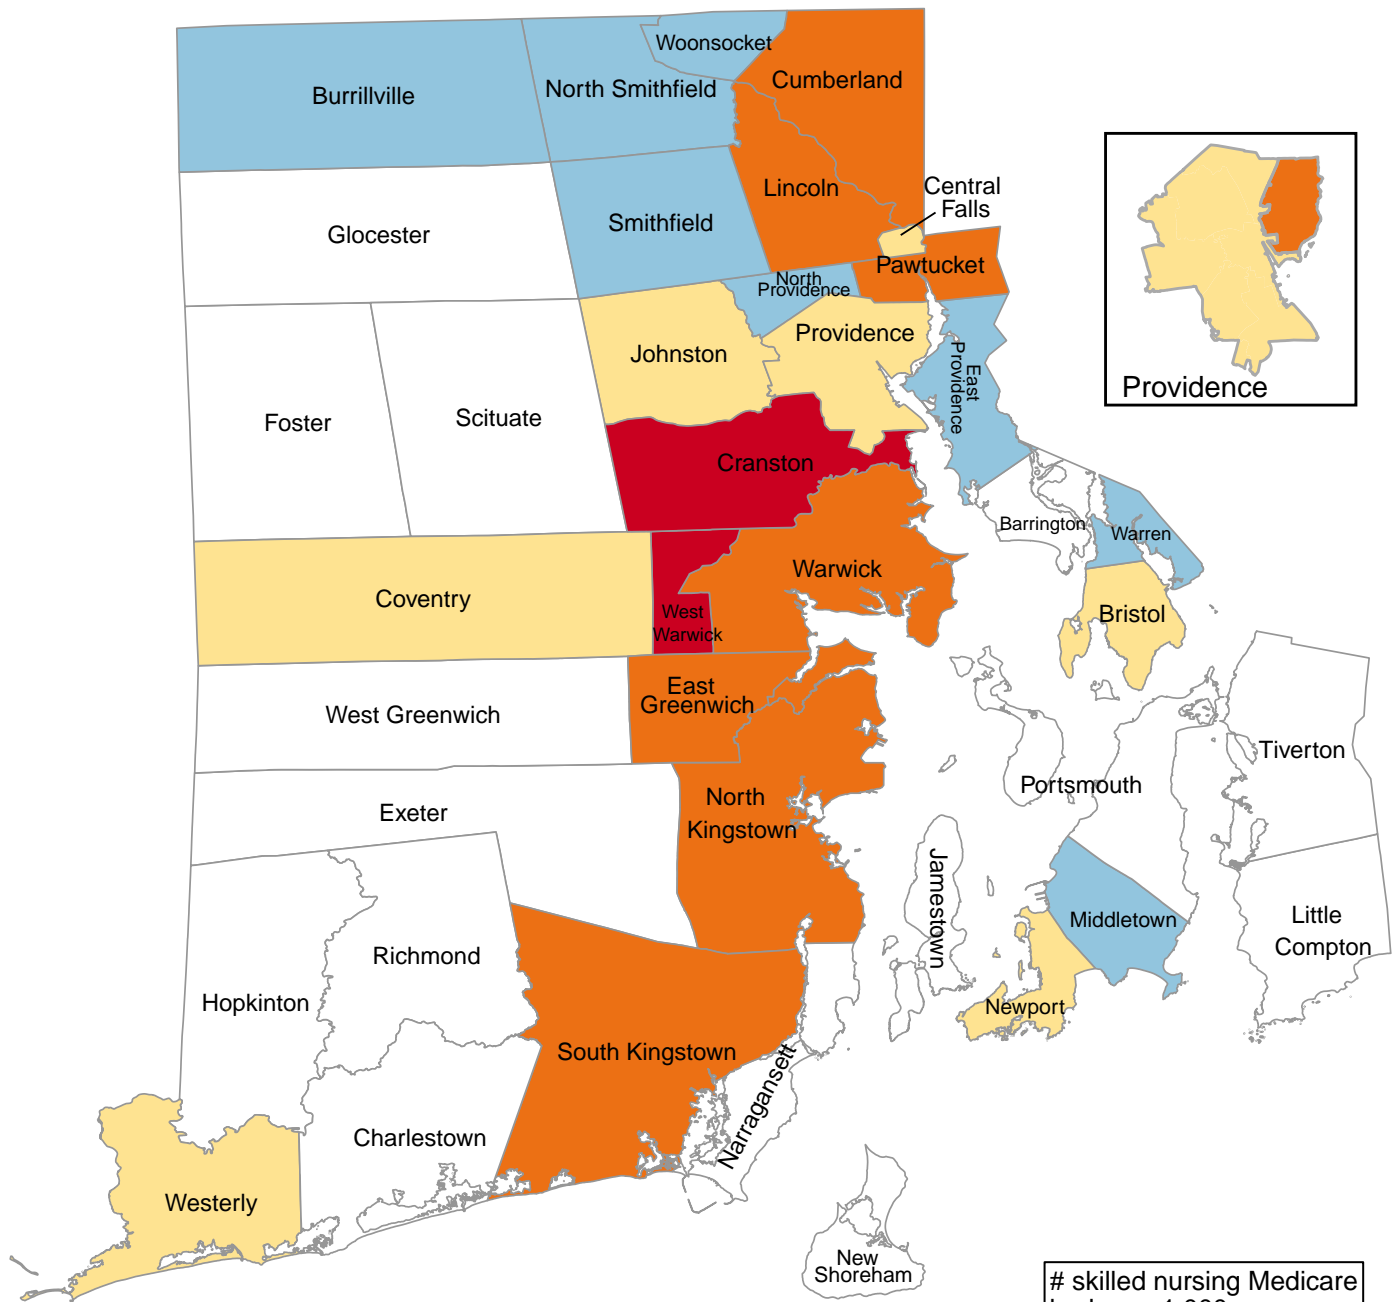 Woonsocket
Burrillville
North Smithfield
Cumberland
Lincoln
Central
Falls
Smithfield
Glocester
Pawtucket
North
Providence
Providence
Johnston
East
Providence
Providence
Foster
Scituate
Cranston
Barrington
Warren
Warwick
Coventry
West
Warwick
Bristol
East
Greenwich
West Greenwich
Tiverton
Portsmouth
North
Kingstown
Exeter
Jamestown
Middletown
Little
Compton
Richmond
Hopkinton
Newport
South Kingstown
Narragansett
Charlestown
Westerly
New
Shoreham
# skilled nursing Medicare